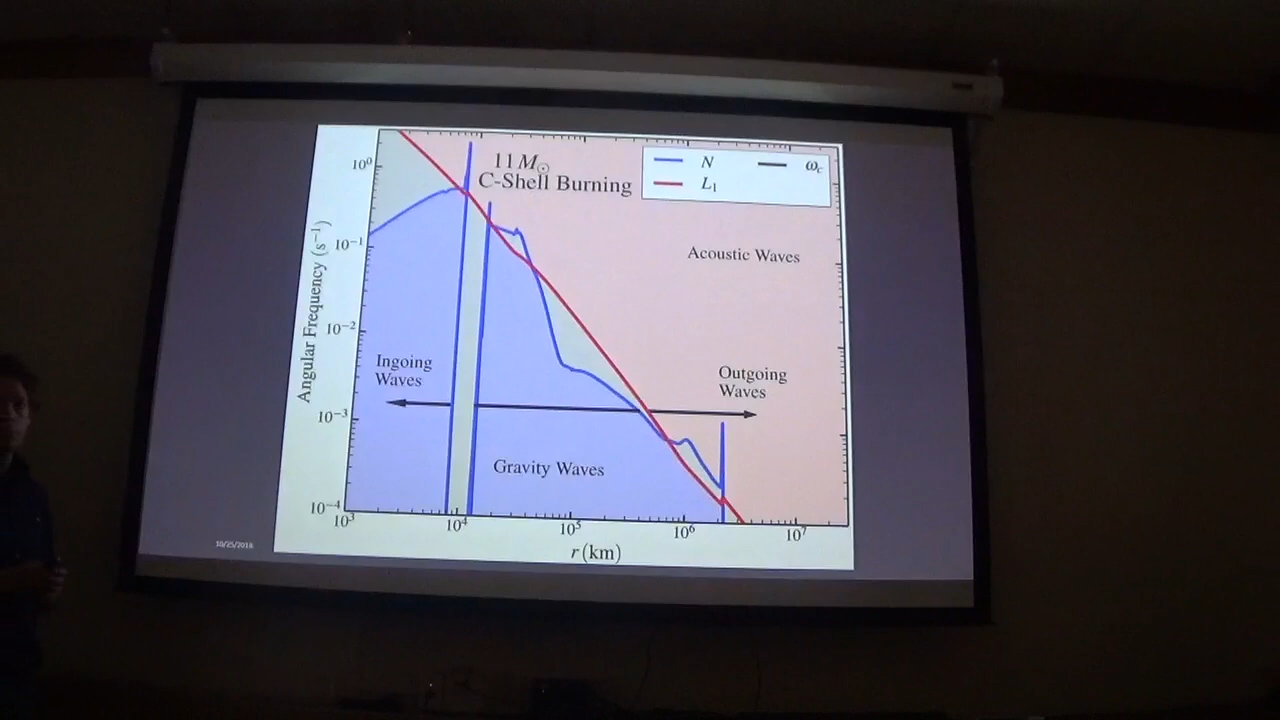 11 M☉
C-Shell Burning
N
ω_c
L₁
Acoustic Waves
Angular Frequency (s⁻¹)
10⁰
10⁻¹
10⁻²
10⁻³
10⁻⁴
Ingoing
Waves
Outgoing
Waves
Gravity Waves
10³
10⁴
10⁵
10⁶
10⁷
r (km)